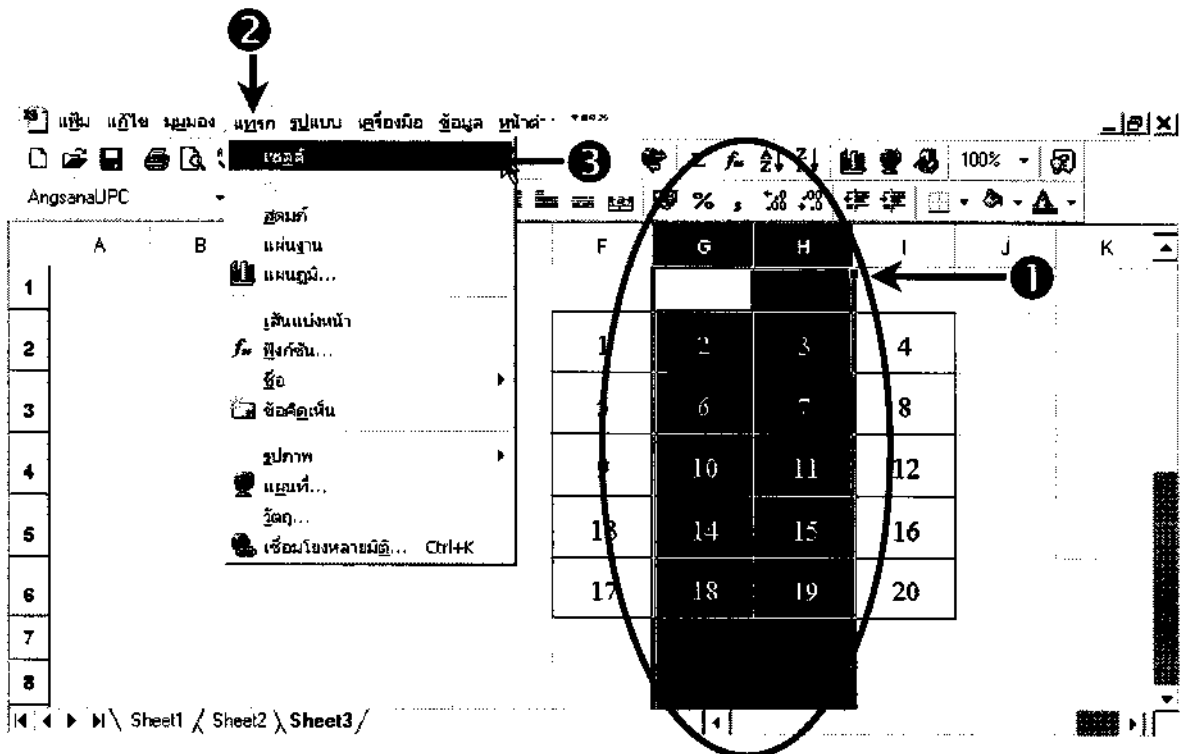 ❷
แฟ้ม แก้ไข มุมมอง แทรก รูปแบบ เครื่องมือ ข้อมูล
เซลล์ ❸ 100%
AngsanaUPC % ,
สดมภ์
A B F G H I J K
แผ่นงาน
แผนภูมิ... ❶
1
เส้นแบ่งหน้า
2 ฟังก์ชัน... 1 2 3 4
ชื่อ
3 ข้อคิดเห็น 6 7 8
รูปภาพ
4 แผนที่... 10 11 12
วัตถุ...
5 เชื่อมโยงหลายมิติ... Ctrl+K 13 14 15 16
6 17 18 19 20
7
8
Sheet1 Sheet2 Sheet3